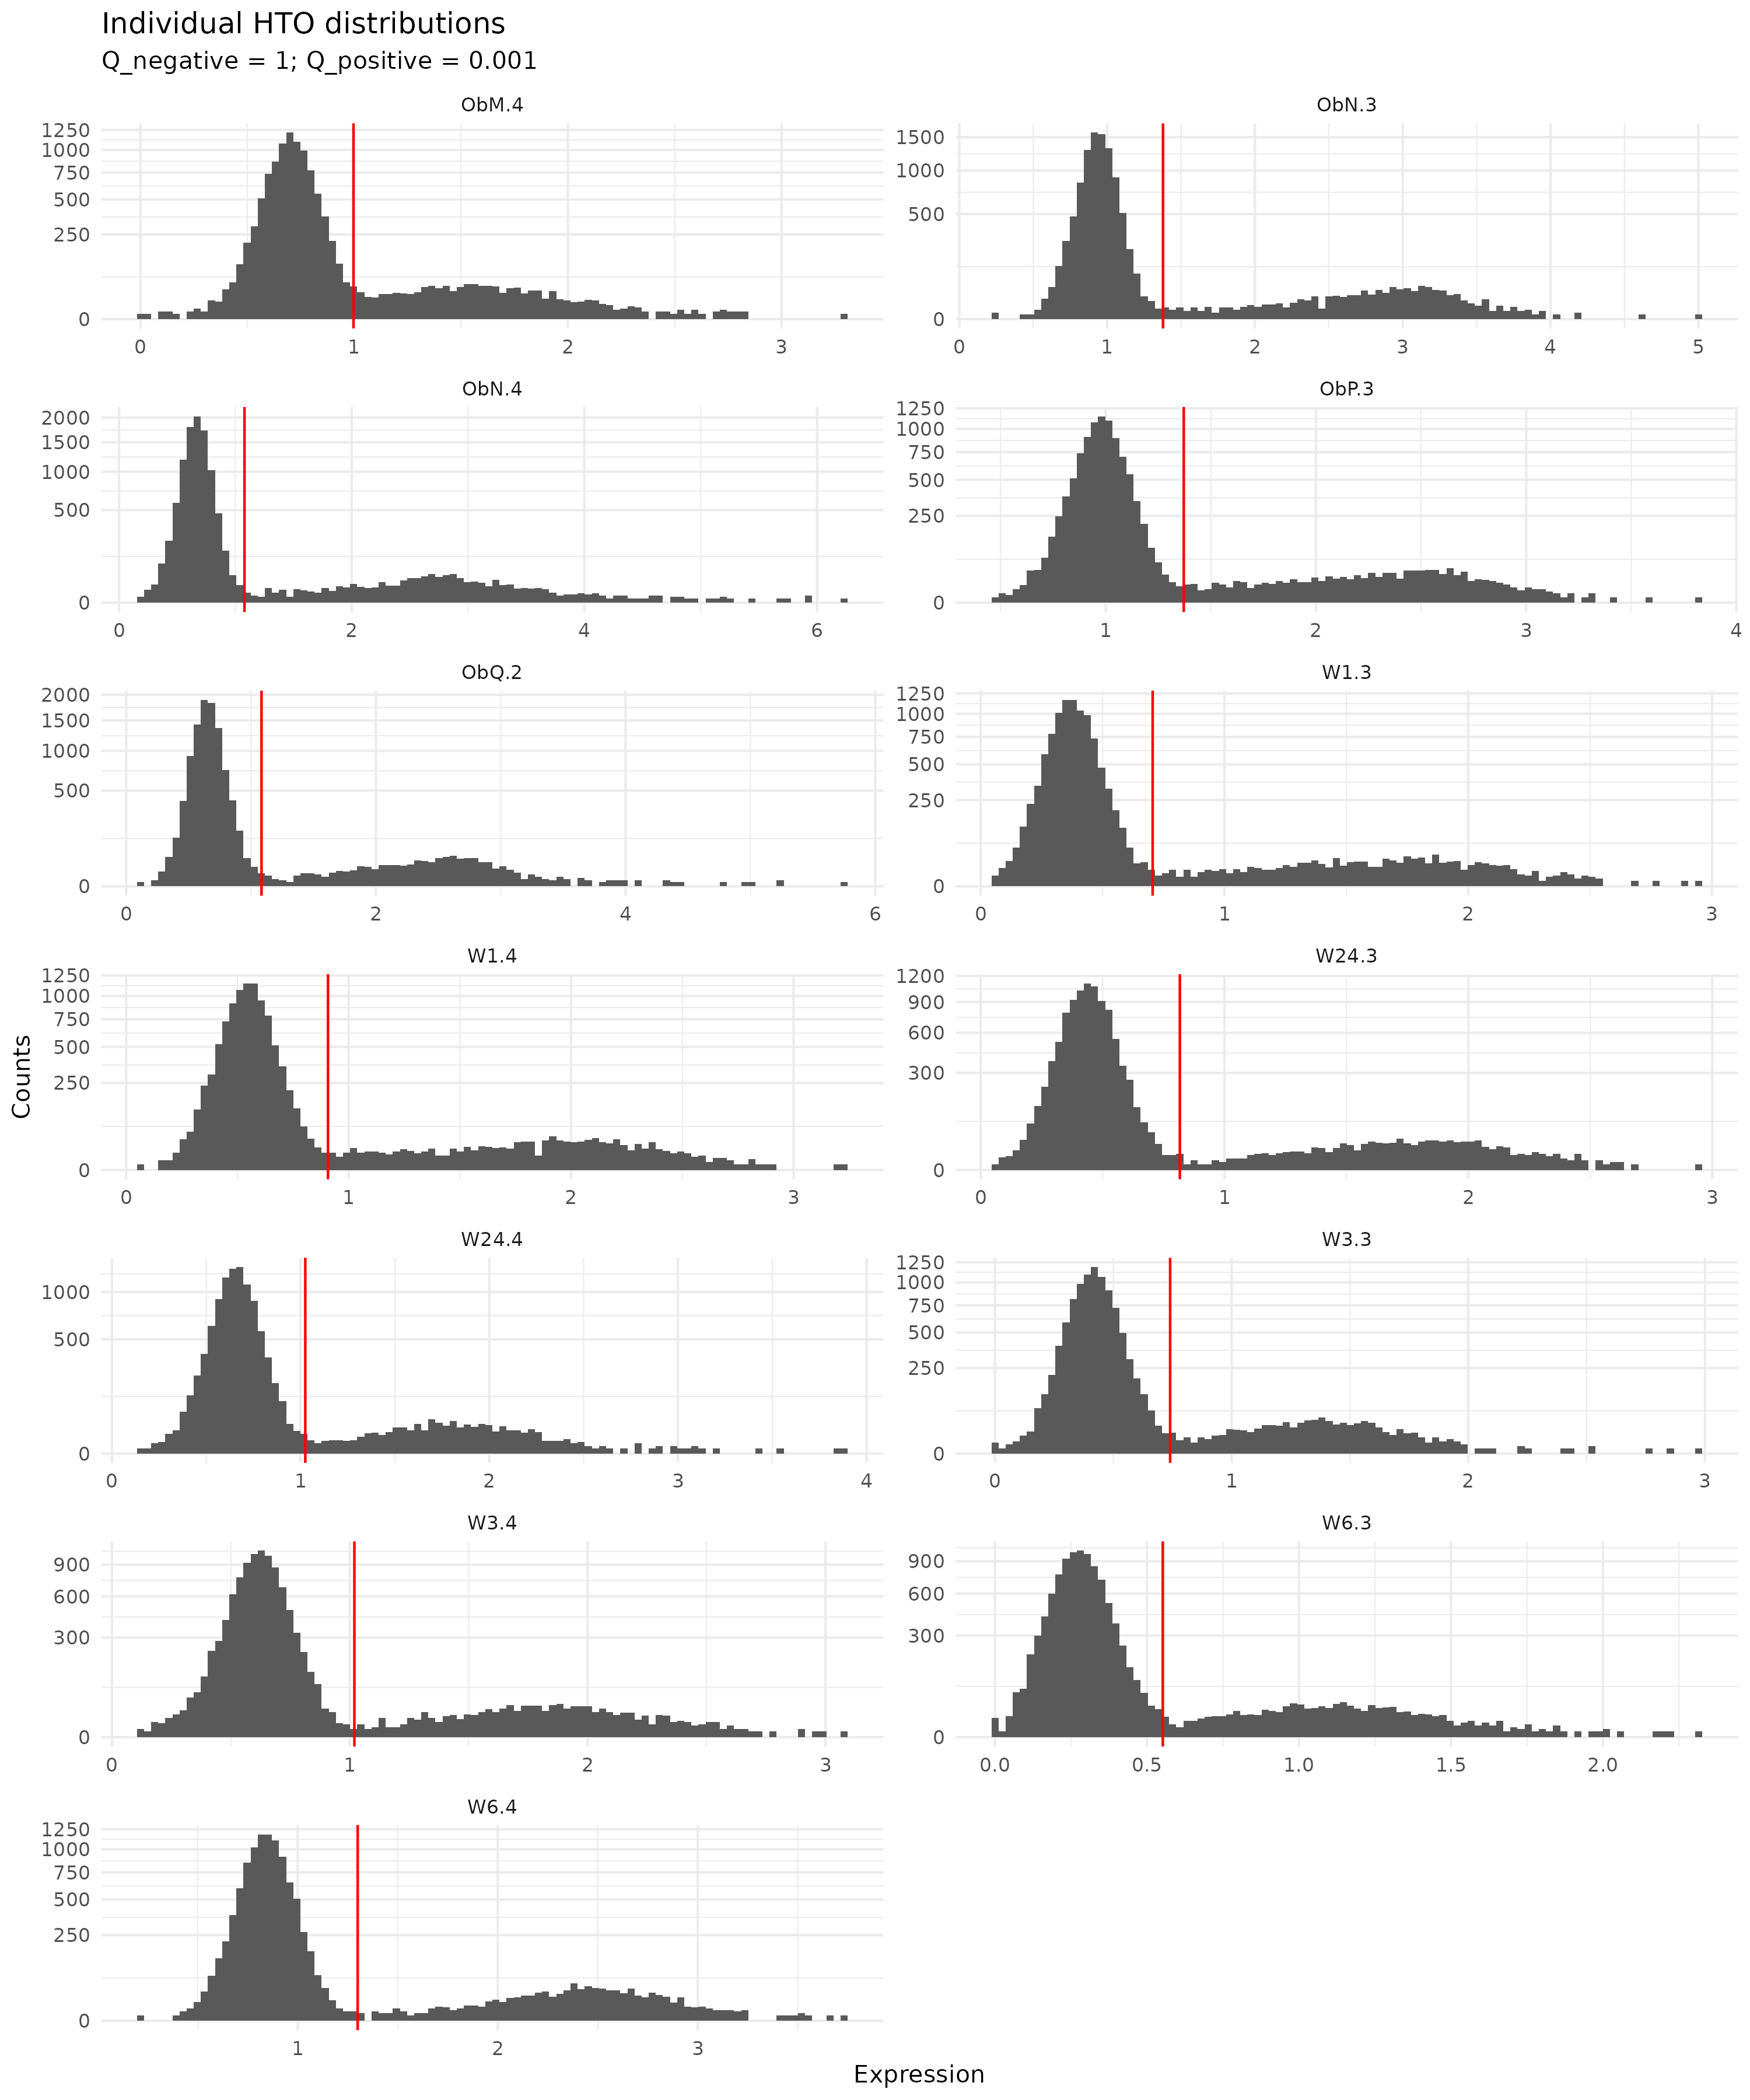 Individual HTO distributions
Q_negative = 1; Q_positive = 0.001
ObM.4
1250
1000
750
500
250
0
0 1 2 3
ObN.3
1500
1000
500
0
0 1 2 3 4 5
ObN.4
2000
1500
1000
500
0
0 2 4 6
ObP.3
1250
1000
750
500
250
0
1 2 3 4
ObQ.2
2000
1500
1000
500
0
0 2 4 6
W1.3
1250
1000
750
500
250
0
0 1 2 3
W1.4
1250
1000
750
500
250
0
0 1 2 3
W24.3
1200
900
600
300
0
0 1 2 3
W24.4
1000
500
0
0 1 2 3 4
W3.3
1250
1000
750
500
250
0
0 1 2 3
W3.4
900
600
300
0
0 1 2 3
W6.3
900
600
300
0
0.0 0.5 1.0 1.5 2.0
W6.4
1250
1000
750
500
250
0
1 2 3
Counts
Expression